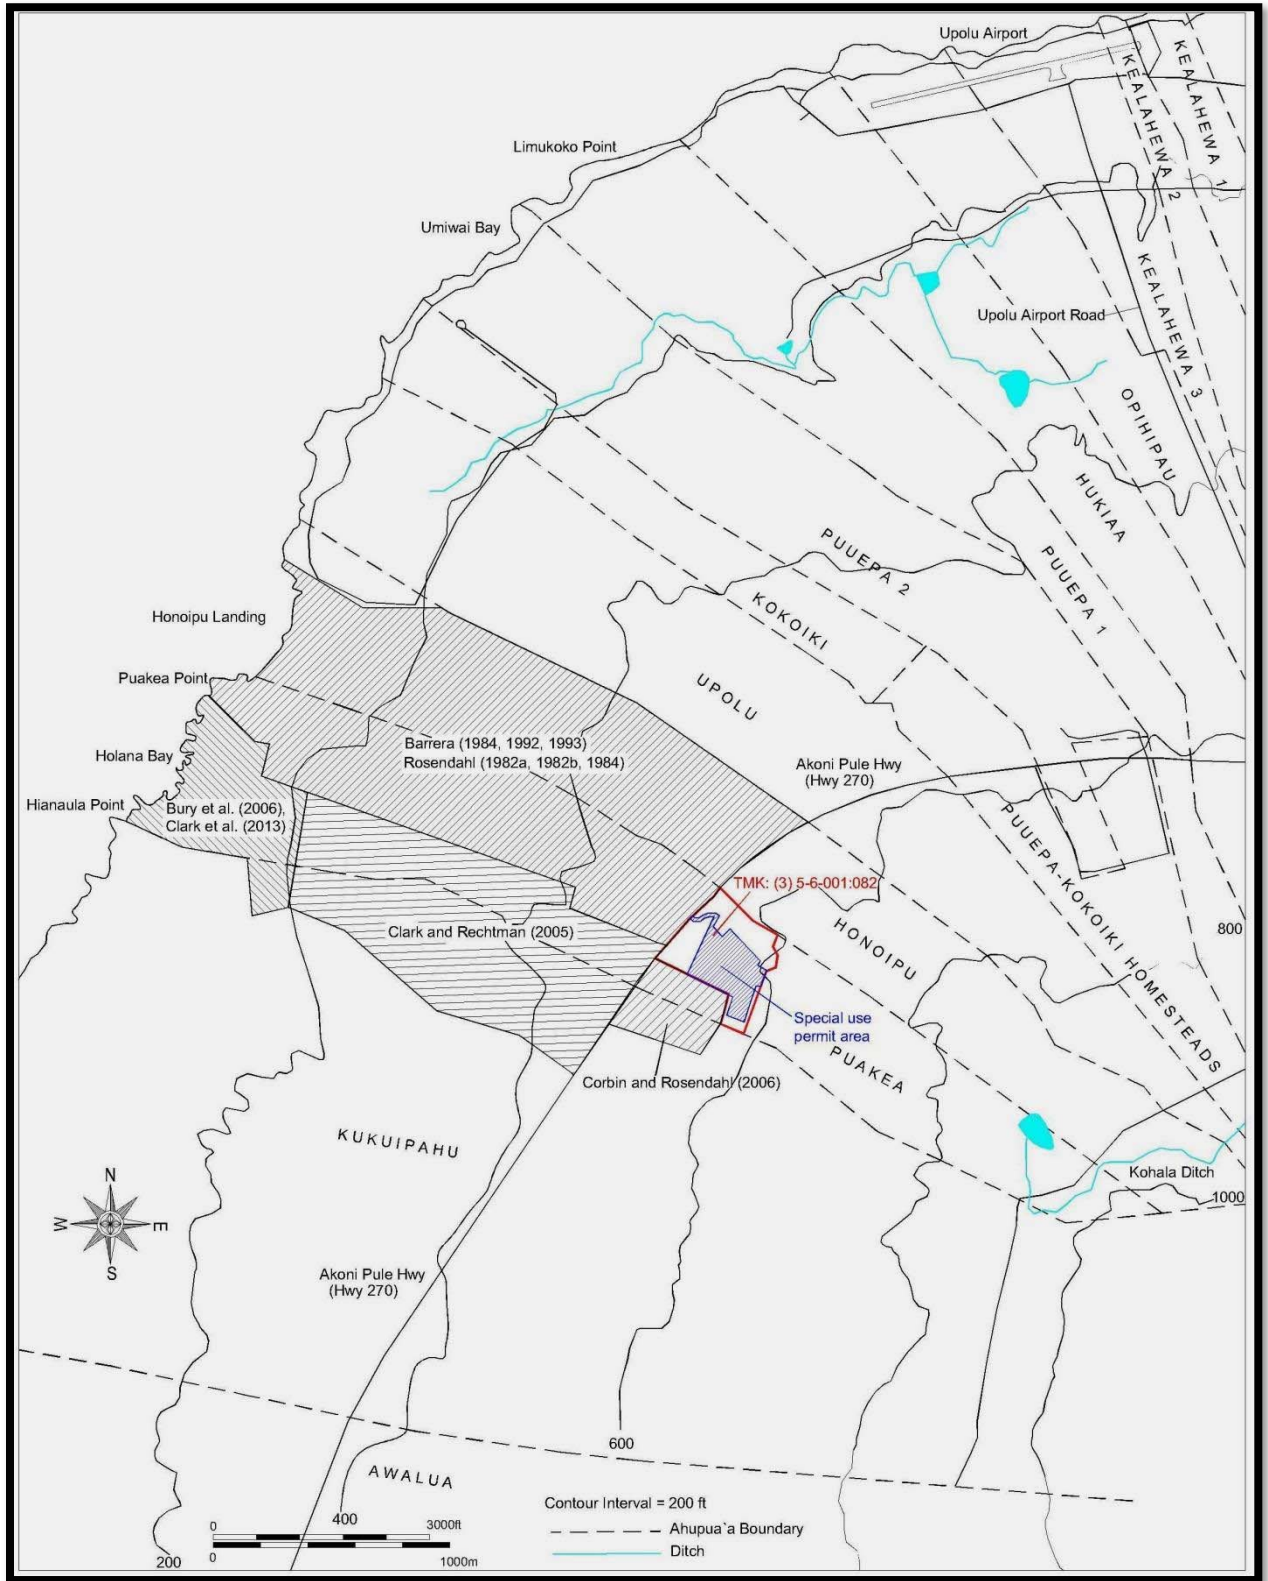 Upolu Airport
KEALAHEWA 1
KEALAHEWA 2
Limukoko Point
Umiwai Bay
KEALAHEWA 3
Upolu Airport Road
OPIHIPAU
HUKIAA
PUUEPA 2
PUUEPA 1
KOKOIKI
Honoipu Landing
Puakea Point
UPOLU
Holana Bay
Barrera (1984, 1992, 1993)
Rosendahl (1982a, 1982b, 1984)
Akoni Pule Hwy
(Hwy 270)
Hianaula Point
Bury et al. (2006),
Clark et al. (2013)
PUUEPA-KOKOIKI HOMESTEADS
TMK: (3) 5-6-001:082
Clark and Rechtman (2005)
HONOIPU
800
Special use
permit area
PUAKEA
Corbin and Rosendahl (2006)
KUKUIPAHU
Kohala Ditch
1000
N
W
E
S
Akoni Pule Hwy
(Hwy 270)
600
AWALUA
Contour Interval = 200 ft
Ahupua`a Boundary
Ditch
400
0
3000ft
0
1000m
200